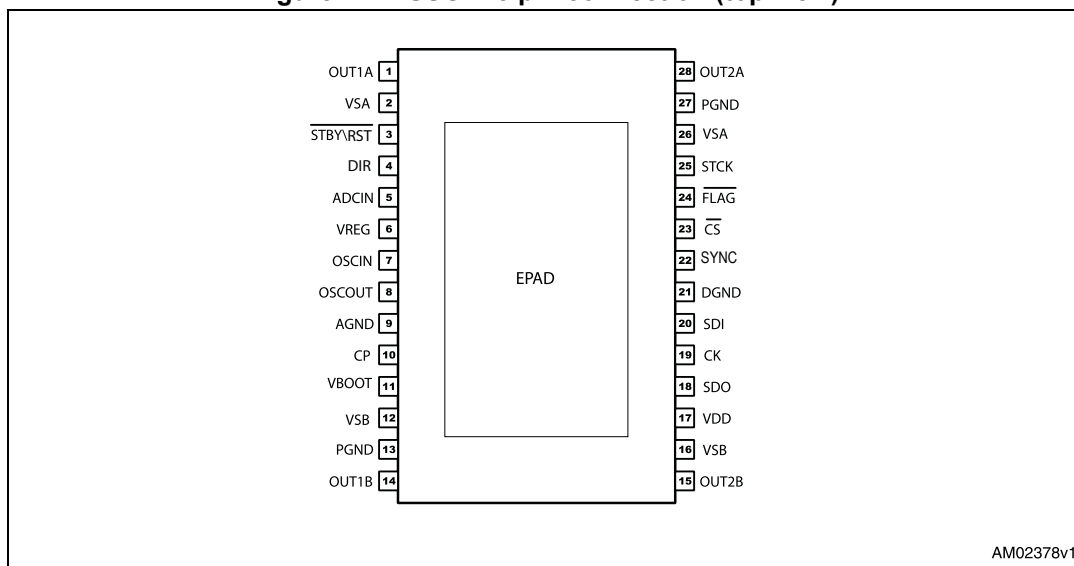 OUT1A 1
VSA 2
STBY\RST 3
DIR 4
ADCIN 5
VREG 6
OSCIN 7
OSCOUT 8
AGND 9
CP 10
VBOOT 11
VSB 12
PGND 13
OUT1B 14
EPAD
28 OUT2A
27 PGND
26 VSA
25 STCK
24 FLAG
23 CS
22 SYNC
21 DGND
20 SDI
19 CK
18 SDO
17 VDD
16 VSB
15 OUT2B
AM02378v1